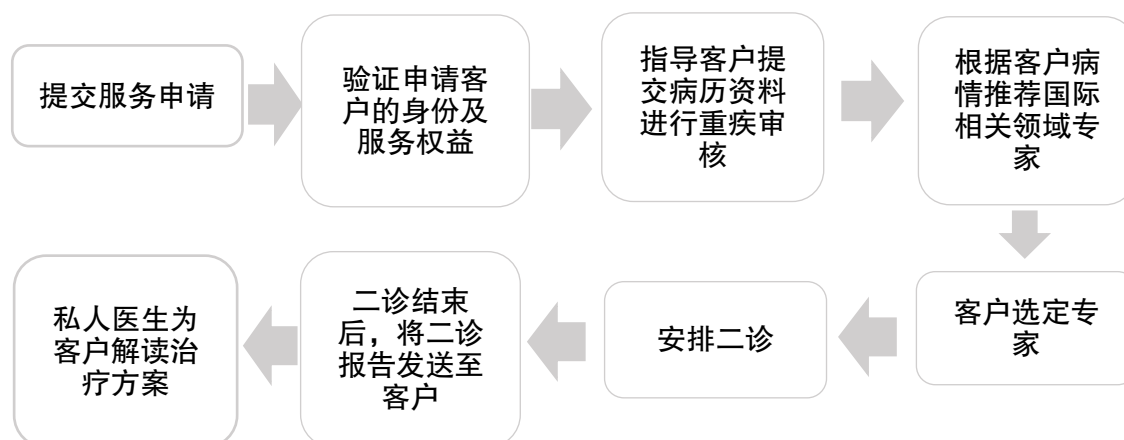 提交服务申请
验证申请客
户的身份及
服务权益
指导客户提
交病历资料
进行重疾审
核
根据客户病
情推荐国际
相关领域专
家
客户选定专
家
安排二诊
二诊结束
后，将二诊
报告发送至
客户
私人医生为
客户解读治
疗方案